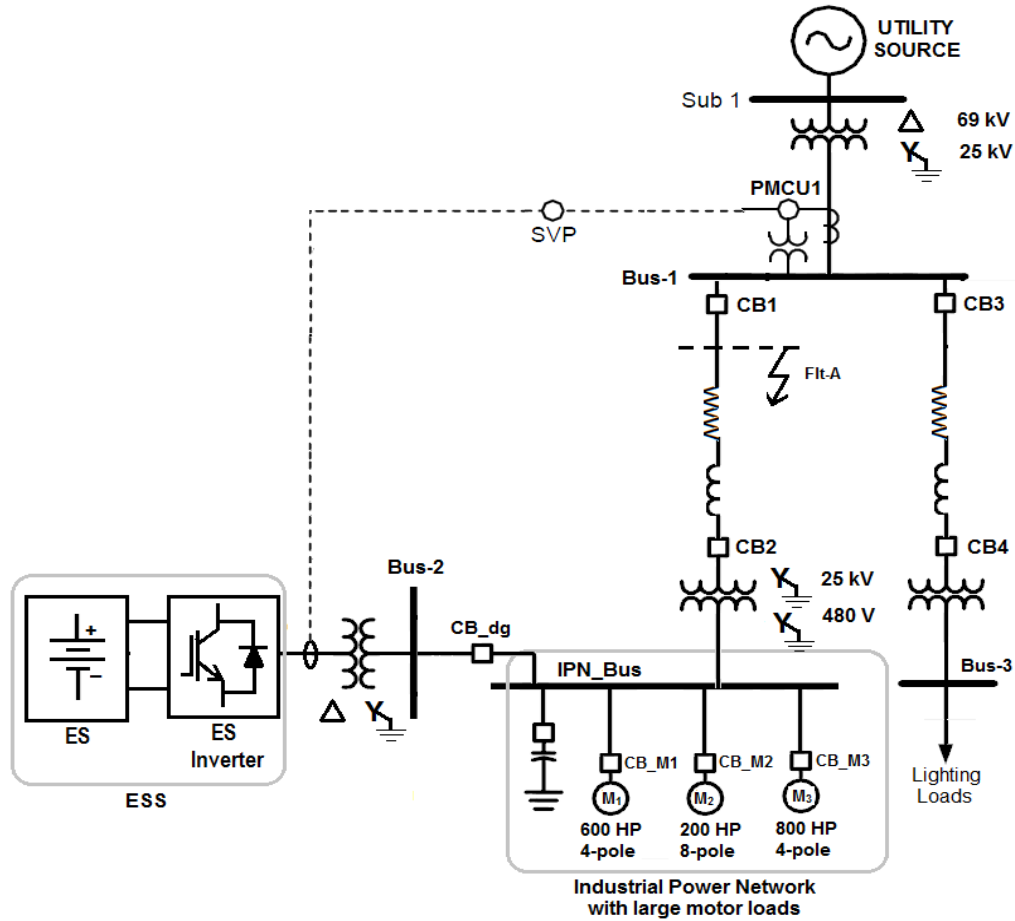 UTILITY
SOURCE
Sub 1
69 kV
25 kV
PMCU1
SVP
Bus-1
CB1
CB3
Flt-A
CB2
CB4
25 kV
480 V
Bus-2
CB_dg
IPN_Bus
Bus-3
+
−
ES
ES
Inverter
ESS
CB_M1
CB_M2
CB_M3
M1
M2
M3
600 HP
4-pole
200 HP
8-pole
800 HP
4-pole
Lighting
Loads
Industrial Power Network
with large motor loads